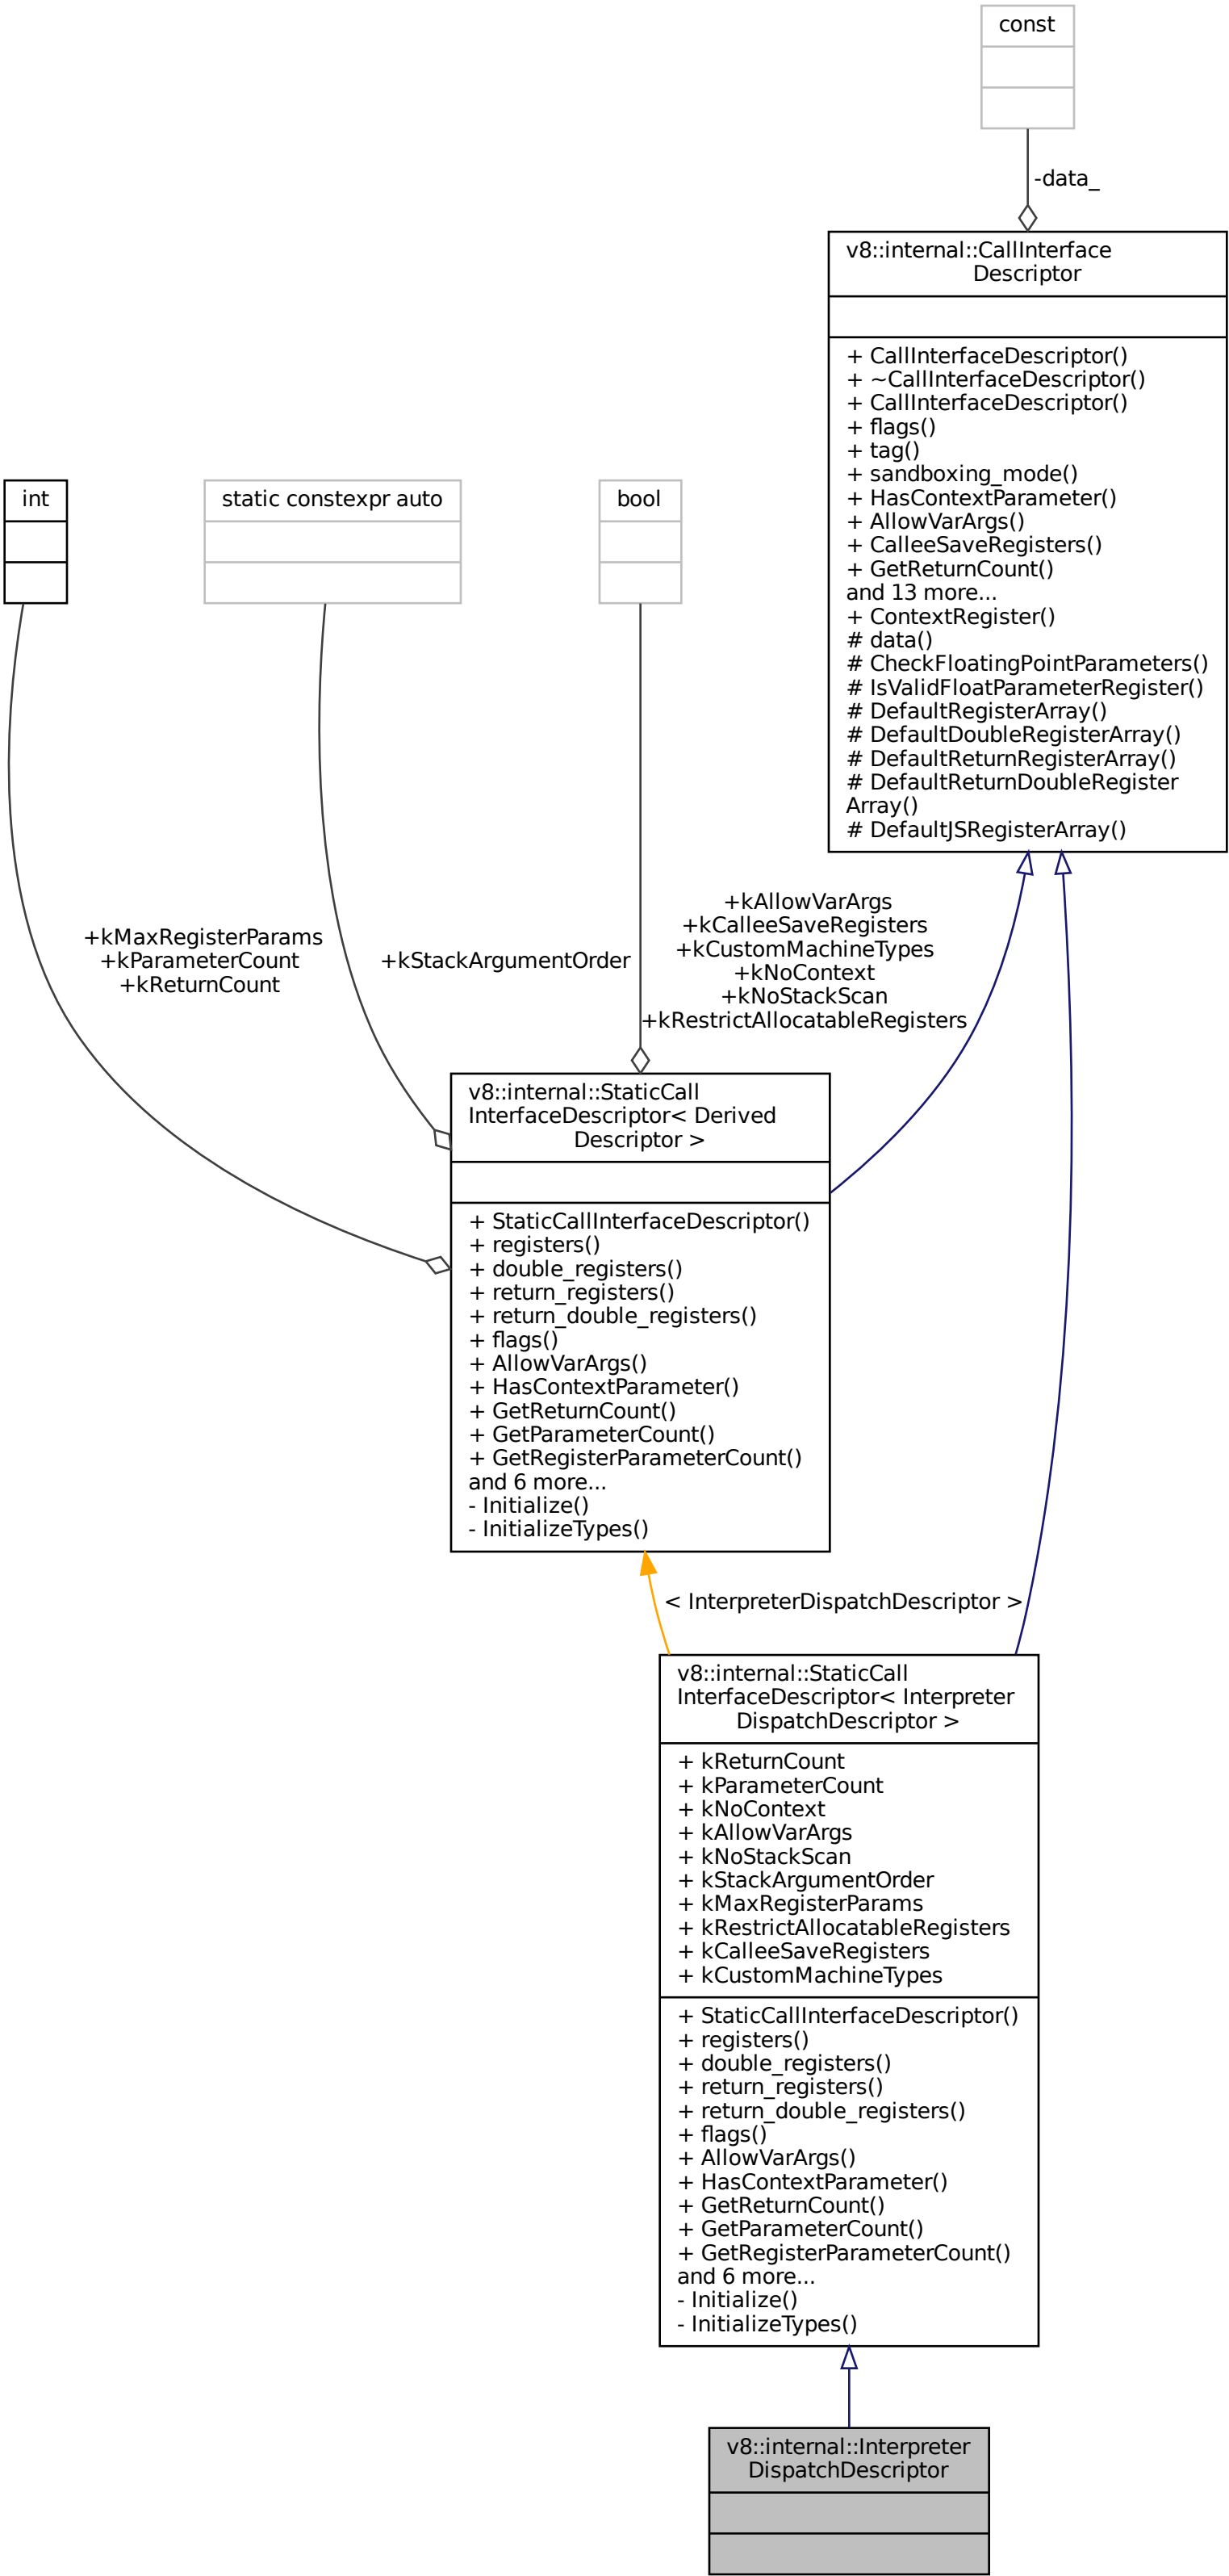 const
-data_
v8::internal::CallInterface
Descriptor
+ CallInterfaceDescriptor()
+ ~CallInterfaceDescriptor()
+ CallInterfaceDescriptor()
+ flags()
+ tag()
+ sandboxing_mode()
+ HasContextParameter()
+ AllowVarArgs()
+ CalleeSaveRegisters()
+ GetReturnCount()
and 13 more...
+ ContextRegister()
# data()
# CheckFloatingPointParameters()
# IsValidFloatParameterRegister()
# DefaultRegisterArray()
# DefaultDoubleRegisterArray()
# DefaultReturnRegisterArray()
# DefaultReturnDoubleRegister
Array()
# DefaultJSRegisterArray()
int
static constexpr auto
bool
+kMaxRegisterParams
+kParameterCount
+kReturnCount
+kStackArgumentOrder
+kAllowVarArgs
+kCalleeSaveRegisters
+kCustomMachineTypes
+kNoContext
+kNoStackScan
+kRestrictAllocatableRegisters
v8::internal::StaticCall
InterfaceDescriptor< Derived
Descriptor >
+ StaticCallInterfaceDescriptor()
+ registers()
+ double_registers()
+ return_registers()
+ return_double_registers()
+ flags()
+ AllowVarArgs()
+ HasContextParameter()
+ GetReturnCount()
+ GetParameterCount()
+ GetRegisterParameterCount()
and 6 more...
- Initialize()
- InitializeTypes()
< InterpreterDispatchDescriptor >
v8::internal::StaticCall
InterfaceDescriptor< Interpreter
DispatchDescriptor >
+ kReturnCount
+ kParameterCount
+ kNoContext
+ kAllowVarArgs
+ kNoStackScan
+ kStackArgumentOrder
+ kMaxRegisterParams
+ kRestrictAllocatableRegisters
+ kCalleeSaveRegisters
+ kCustomMachineTypes
+ StaticCallInterfaceDescriptor()
+ registers()
+ double_registers()
+ return_registers()
+ return_double_registers()
+ flags()
+ AllowVarArgs()
+ HasContextParameter()
+ GetReturnCount()
+ GetParameterCount()
+ GetRegisterParameterCount()
and 6 more...
- Initialize()
- InitializeTypes()
v8::internal::Interpreter
DispatchDescriptor